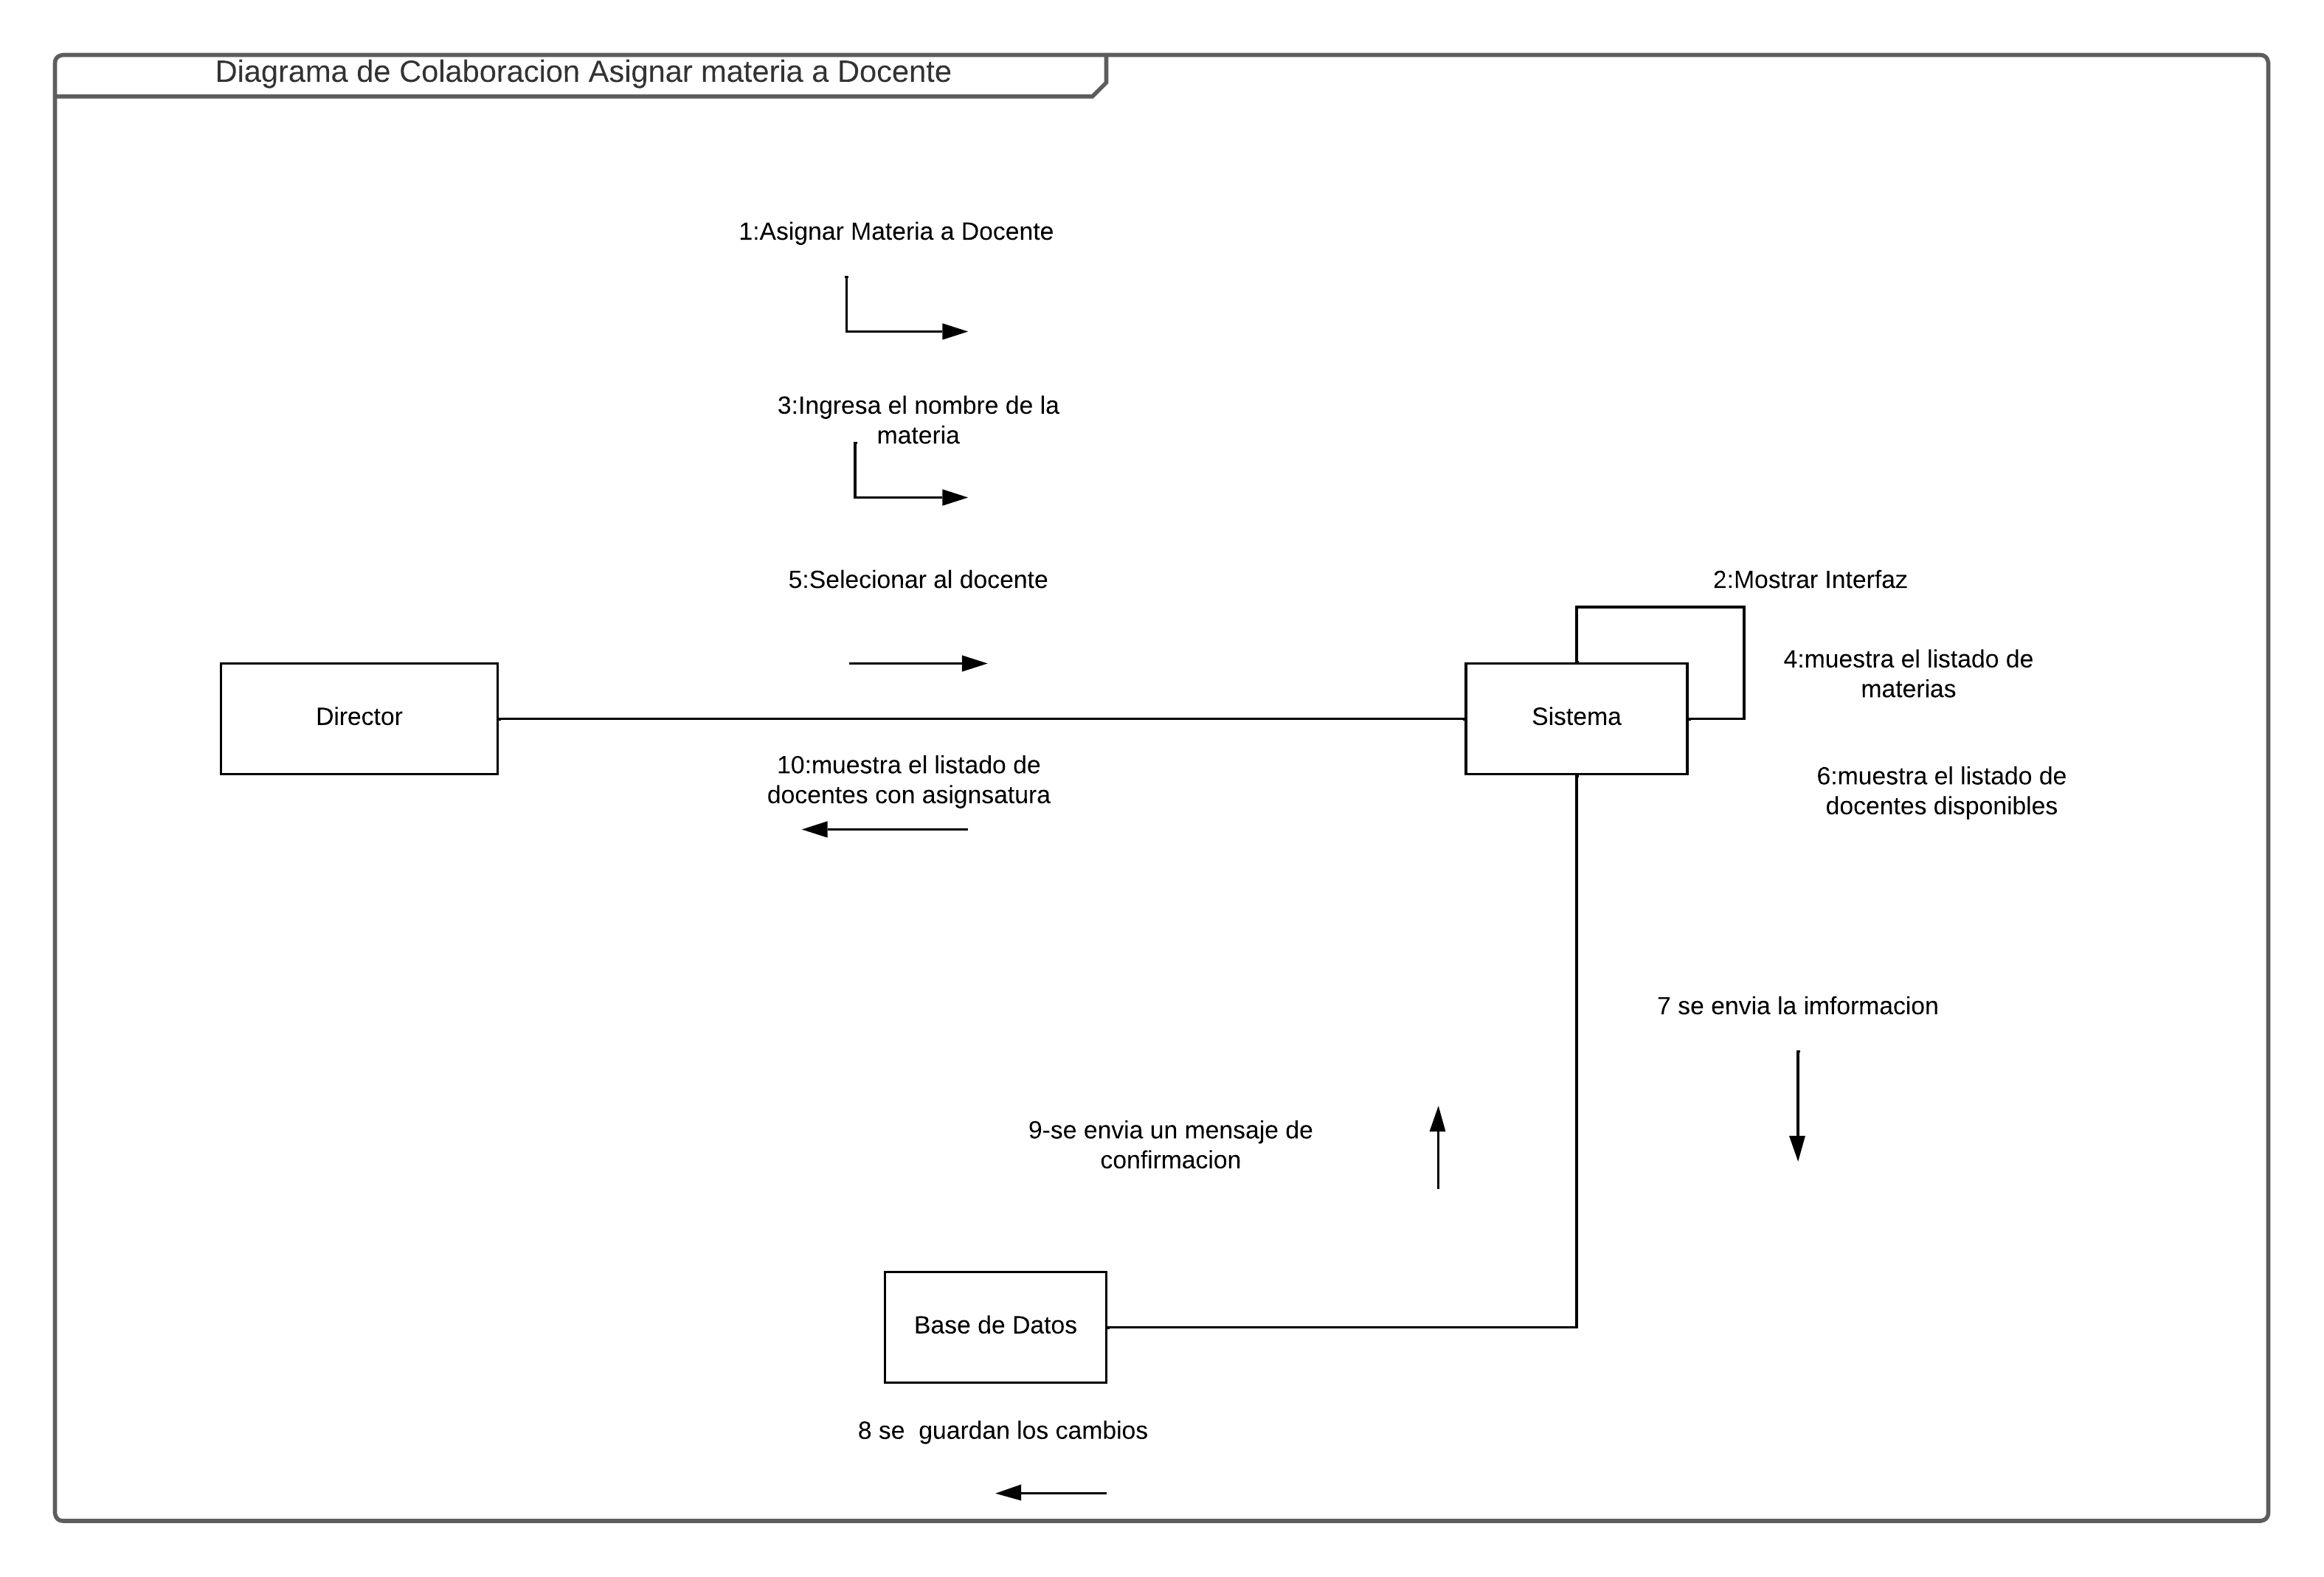 Diagrama de Colaboracion Asignar materia a Docente
1:Asignar Materia a Docente
3:Ingresa el nombre de la
materia
5:Selecionar al docente
2:Mostrar Interfaz
4:muestra el listado de
materias
Director
Sistema
10:muestra el listado de
docentes con asignsatura
6:muestra el listado de
docentes disponibles
7 se envia la imformacion
9-se envia un mensaje de
confirmacion
Base de Datos
8 se  guardan los cambios